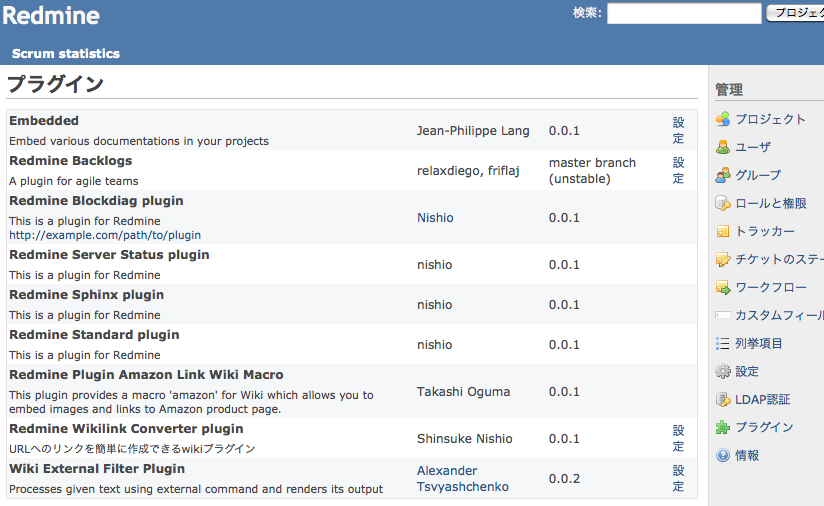 Redmine
検索:
プロジェク
Scrum statistics
プラグイン
Embedded
Embed various documentations in your projects
Jean-Philippe Lang
0.0.1
設
定
Redmine Backlogs
A plugin for agile teams
relaxdiego, friflaj
master branch
(unstable)
設
定
Redmine Blockdiag plugin
This is a plugin for Redmine
http://example.com/path/to/plugin
Nishio
0.0.1
Redmine Server Status plugin
This is a plugin for Redmine
nishio
0.0.1
Redmine Sphinx plugin
This is a plugin for Redmine
nishio
0.0.1
Redmine Standard plugin
This is a plugin for Redmine
nishio
0.0.1
Redmine Plugin Amazon Link Wiki Macro
This plugin provides a macro 'amazon' for Wiki which allows you to
embed images and links to Amazon product page.
Takashi Oguma
0.0.1
Redmine Wikilink Converter plugin
URLへのリンクを簡単に作成できるwikiプラグイン
Shinsuke Nishio
0.0.1
設
定
Wiki External Filter Plugin
Processes given text using external command and renders its output
Alexander
Tsvyashchenko
0.0.2
設
定
管理
プロジェクト
ユーザ
グループ
ロールと権限
トラッカー
チケットのステー
ワークフロー
カスタムフィール
列挙項目
設定
LDAP認証
プラグイン
情報